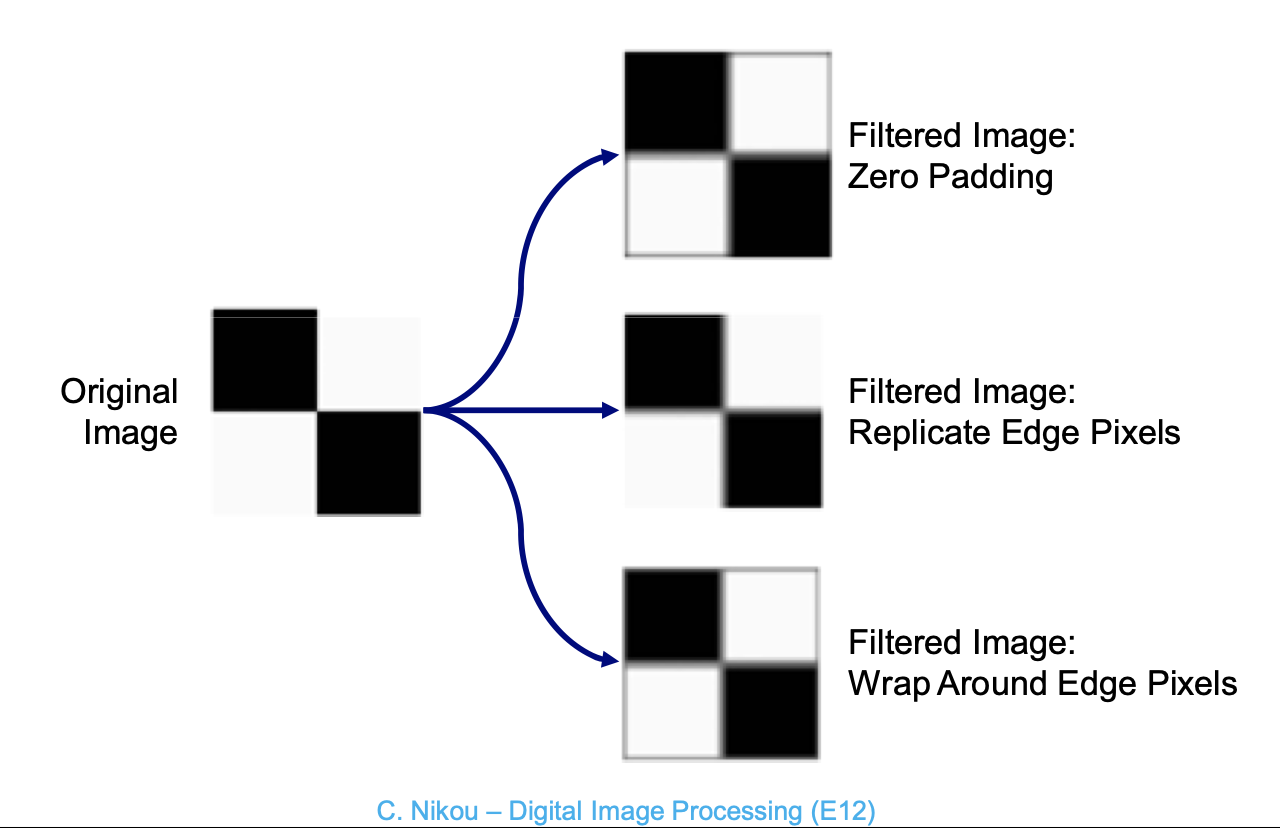 Filtered Image:
Zero Padding
Original
Image
Filtered Image:
Replicate Edge Pixels
Filtered Image:
Wrap Around Edge Pixels
C. Nikou – Digital Image Processing (E12)